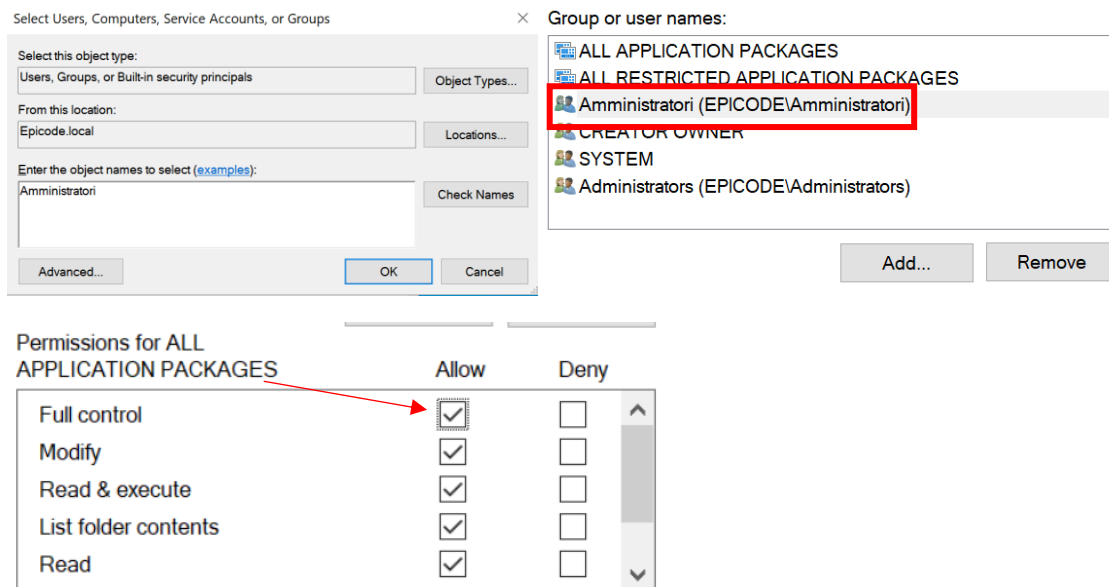 Select Users, Computers, Service Accounts, or Groups
Select this object type:
Users, Groups, or Built-in security principals
Object Types...
From this location:
Epicode.local
Locations...
Enter the object names to select (examples):
Amministratori
Check Names
Advanced...
OK
Cancel
Group or user names:
ALL APPLICATION PACKAGES
ALL RESTRICTED APPLICATION PACKAGES
Amministratori (EPICODE\Amministratori)
CREATOR OWNER
SYSTEM
Administrators (EPICODE\Administrators)
Add...
Remove
Permissions for ALL
APPLICATION PACKAGES
Allow
Deny
Full control
Modify
Read & execute
List folder contents
Read